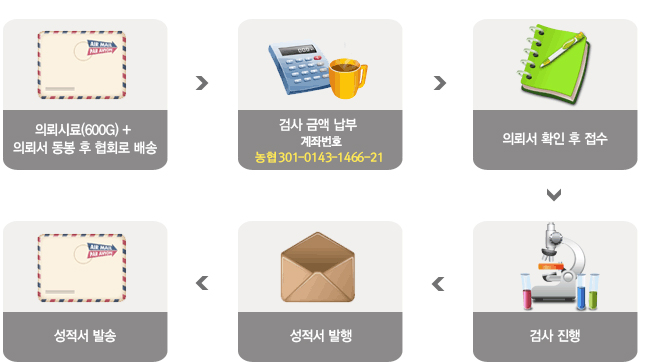 AIR MAIL
PAR AVION
의뢰시료(600G) +
의뢰서 동봉 후 협회로 배송
검사 금액 납부
계좌번호
농협 301-0143-1466-21
의뢰서 확인 후 접수
AIR MAIL
PAR AVION
성적서 발송
성적서 발행
검사 진행